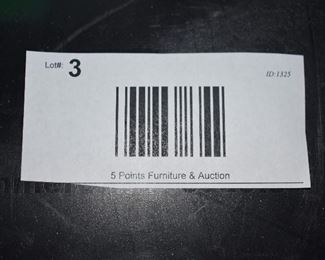 Lot#: 3
ID:1325
5 Points Furniture & Auction